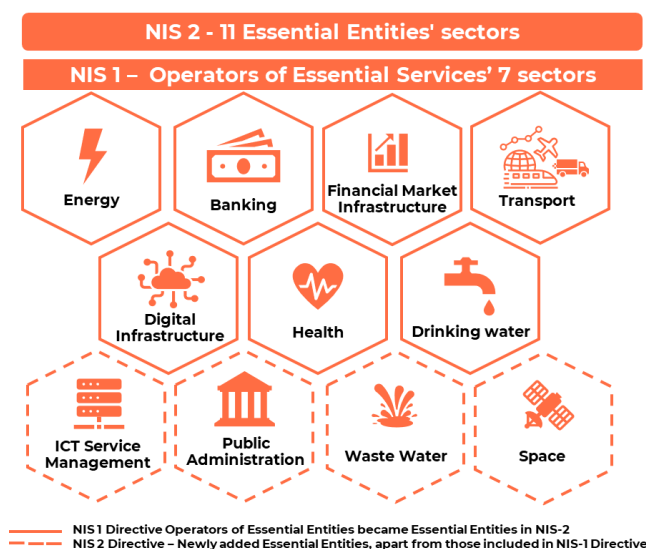 NIS 2 - 11 Essential Entities' sectors
NIS 1 – Operators of Essential Services’ 7 sectors
Energy
Banking
Financial Market
Infrastructure
Transport
Digital
Infrastructure
Health
Drinking water
ICT Service
Management
Public
Administration
Waste Water
Space
NIS 1 Directive Operators of Essential Entities became Essential Entities in NIS-2
NIS 2 Directive – Newly added Essential Entities, apart from those included in NIS-1 Directive